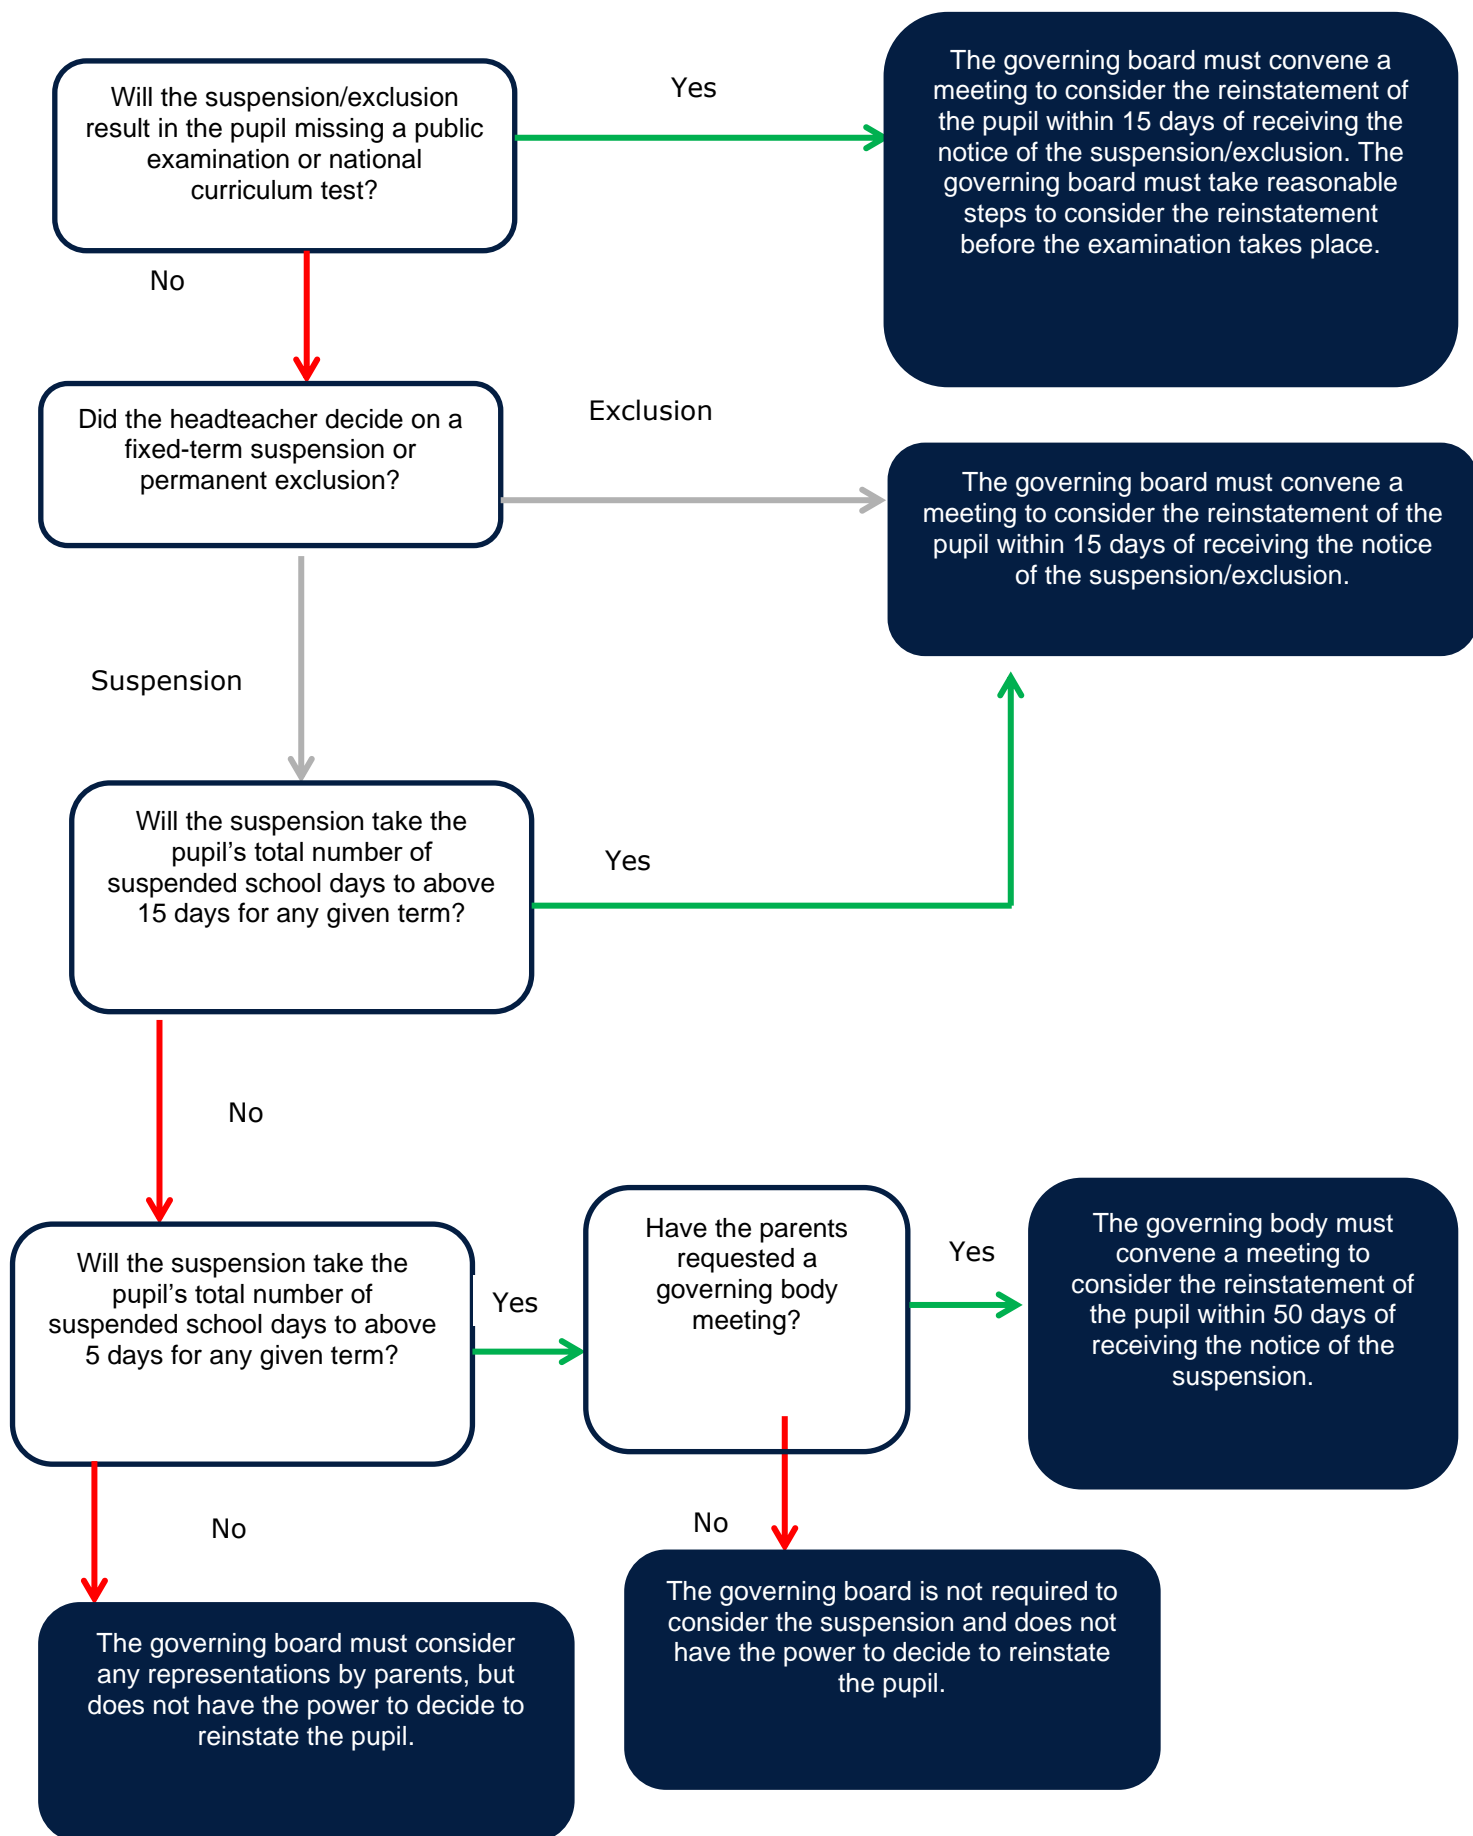 Will the suspension/exclusion
result in the pupil missing a public
examination or national
curriculum test?
Yes
The governing board must convene a
meeting to consider the reinstatement of
the pupil within 15 days of receiving the
notice of the suspension/exclusion. The
governing board must take reasonable
steps to consider the reinstatement
before the examination takes place.
No
Did the headteacher decide on a
fixed-term suspension or
permanent exclusion?
Exclusion
The governing board must convene a
meeting to consider the reinstatement of the
pupil within 15 days of receiving the notice
of the suspension/exclusion.
Suspension
Will the suspension take the
pupil’s total number of
suspended school days to above
15 days for any given term?
Yes
No
Will the suspension take the
pupil’s total number of
suspended school days to above
5 days for any given term?
Yes
Have the parents
requested a
governing body
meeting?
Yes
The governing body must
convene a meeting to
consider the reinstatement of
the pupil within 50 days of
receiving the notice of the
suspension.
No
No
The governing board must consider
any representations by parents, but
does not have the power to decide to
reinstate the pupil.
The governing board is not required to
consider the suspension and does not
have the power to decide to reinstate
the pupil.